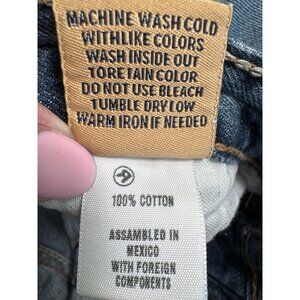 MACHINE WASH COLD
WITH LIKE COLORS
WASH INSIDE OUT
TO RETAIN COLOR
DO NOT USE BLEACH
TUMBLE DRY LOW
WARM IRON IF NEEDED
100% COTTON
ASSEMBLED IN
MEXICO
WITH FOREIGN
COMPONENTS